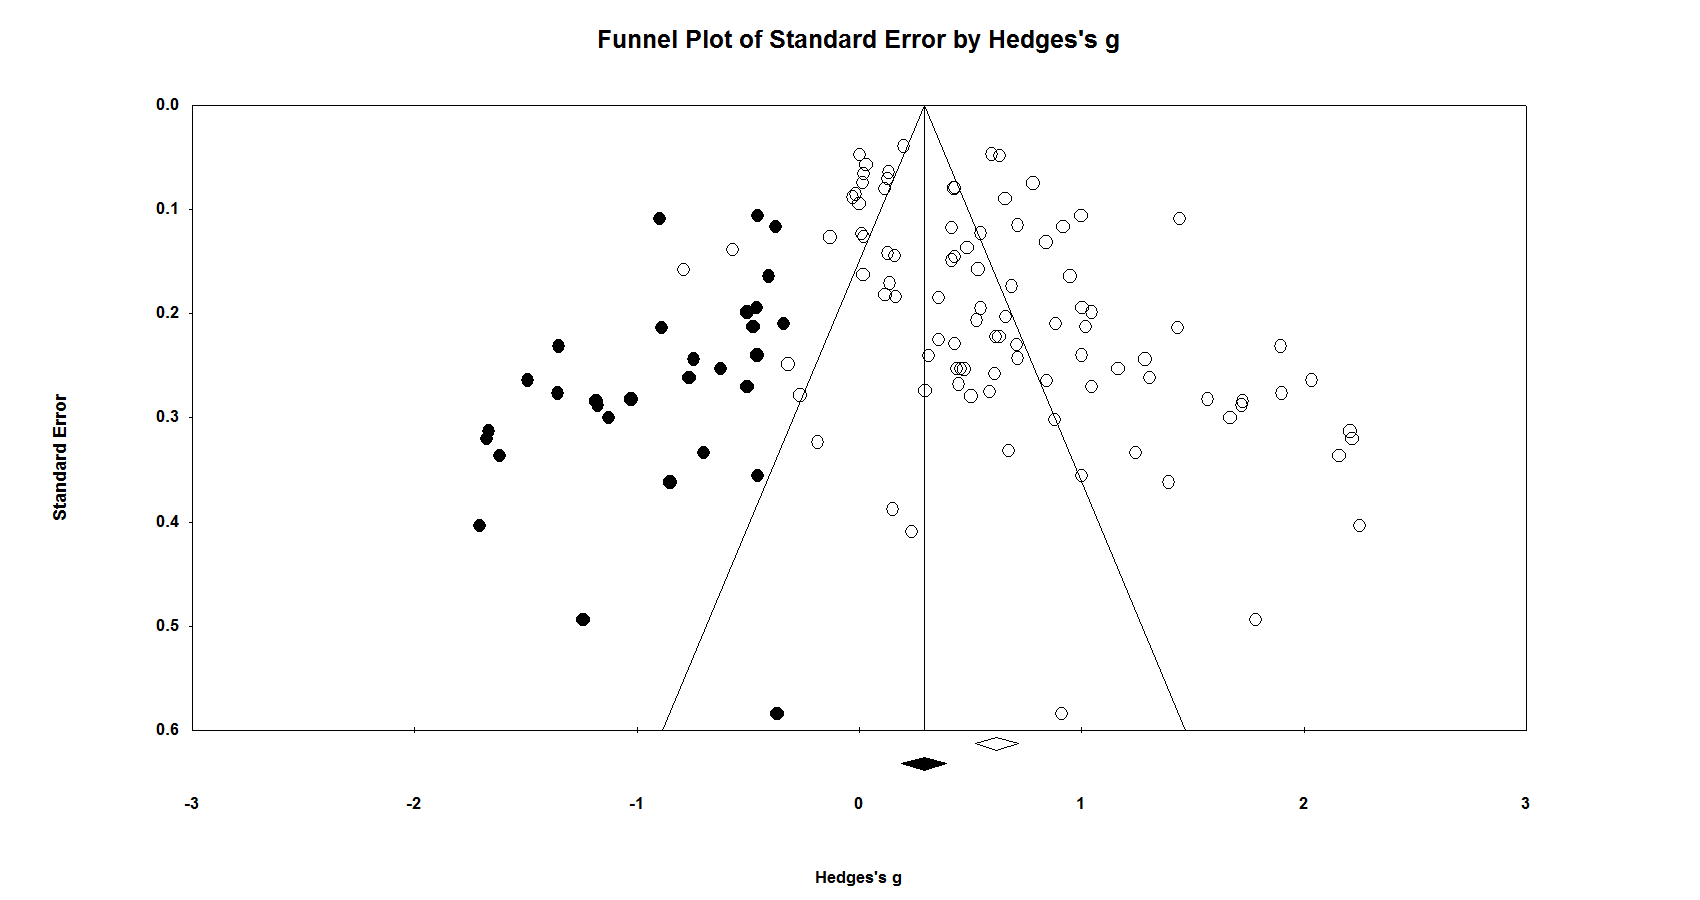 Funnel Plot of Standard Error by Hedges's g
0.0
0.1
0.2
0.3
0.4
0.5
0.6
Standard Error
-3 -2 -1 0 1 2 3
Hedges's g